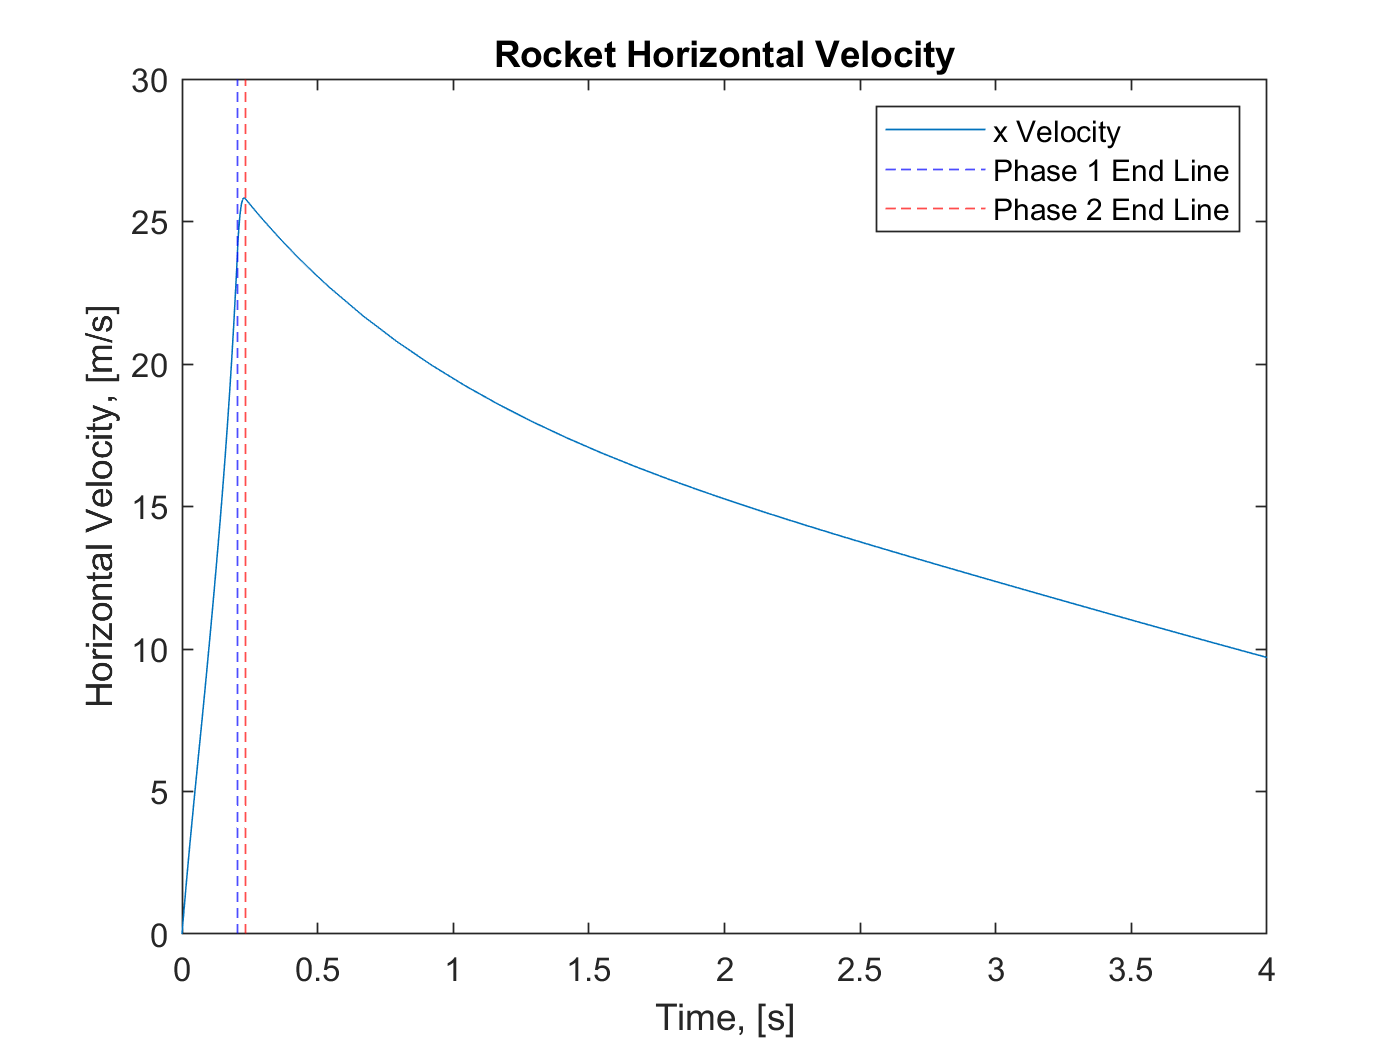 Rocket Horizontal Velocity
30
25
20
15
10
5
0
Horizontal Velocity, [m/s]
x Velocity
Phase 1 End Line
Phase 2 End Line
0 0.5 1 1.5 2 2.5 3 3.5 4
Time, [s]